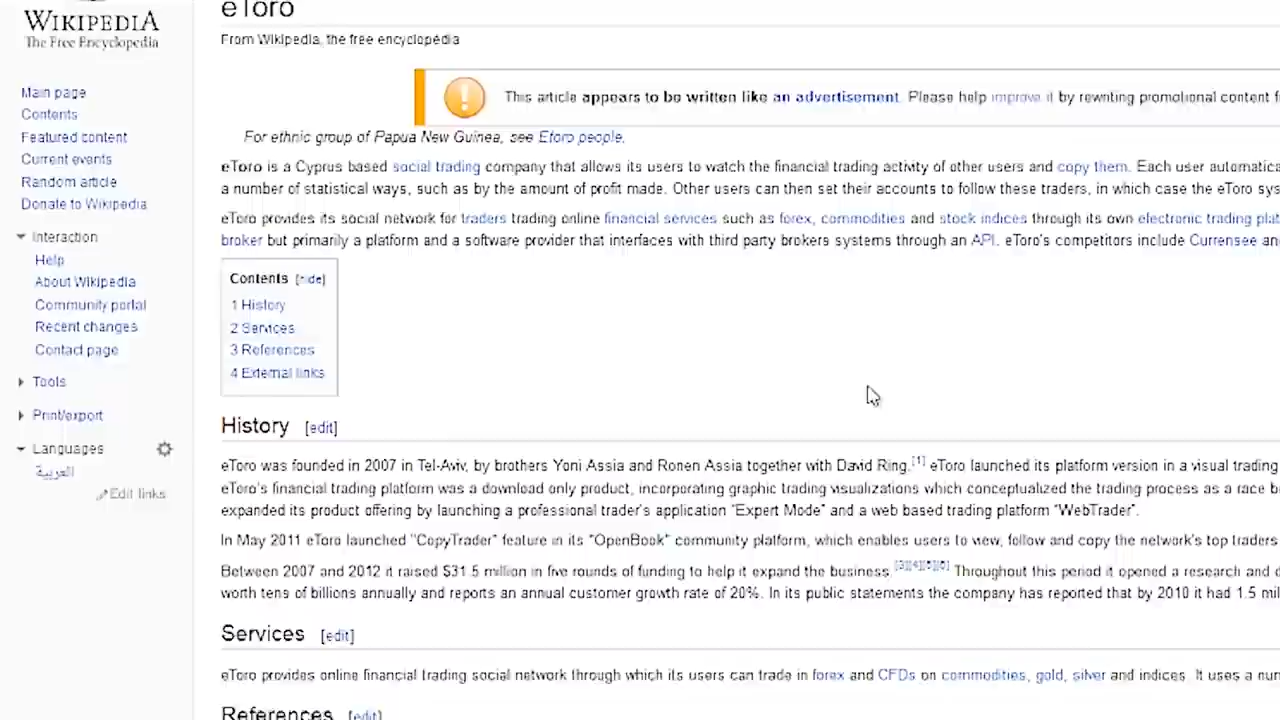 WIKIPEDIA
The Free Encyclopedia
Main page
Contents
Featured content
Current events
Random article
Donate to Wikipedia
Interaction
Help
About Wikipedia
Community portal
Recent changes
Contact page
Tools
Print/export
Languages
العربية
Edit links
eToro
From Wikipedia, the free encyclopedia
This article appears to be written like an advertisement. Please help improve it by rewriting promotional content f
For ethnic group of Papua New Guinea, see Etoro people.
eToro is a Cyprus based social trading company that allows its users to watch the financial trading activity of other users and copy them. Each user automatica
a number of statistical ways, such as by the amount of profit made. Other users can then set their accounts to follow these traders, in which case the eToro sys
eToro provides its social network for traders trading online financial services such as forex, commodities and stock indices through its own electronic trading plat
broker but primarily a platform and a software provider that interfaces with third party brokers systems through an API. eToro's competitors include Currensee an
Contents [hide]
1 History
2 Services
3 References
4 External links
History [edit]
eToro was founded in 2007 in Tel-Aviv, by brothers Yoni Assia and Ronen Assia together with David Ring.[1] eToro launched its platform version in a visual trading
eToro's financial trading platform was a download only product, incorporating graphic trading visualizations which conceptualized the trading process as a race b
expanded its product offering by launching a professional trader's application "Expert Mode" and a web based trading platform "WebTrader".
In May 2011 eToro launched "CopyTrader" feature in its "OpenBook" community platform, which enables users to view, follow and copy the network's top traders
Between 2007 and 2012 it raised $31.5 million in five rounds of funding to help it expand the business.[3][4][5][6] Throughout this period it opened a research and d
worth tens of billions annually and reports an annual customer growth rate of 20%. In its public statements the company has reported that by 2010 it had 1.5 mil
Services [edit]
eToro provides online financial trading social network through which its users can trade in forex and CFDs on commodities, gold, silver and indices. It uses a nu
References [edit]